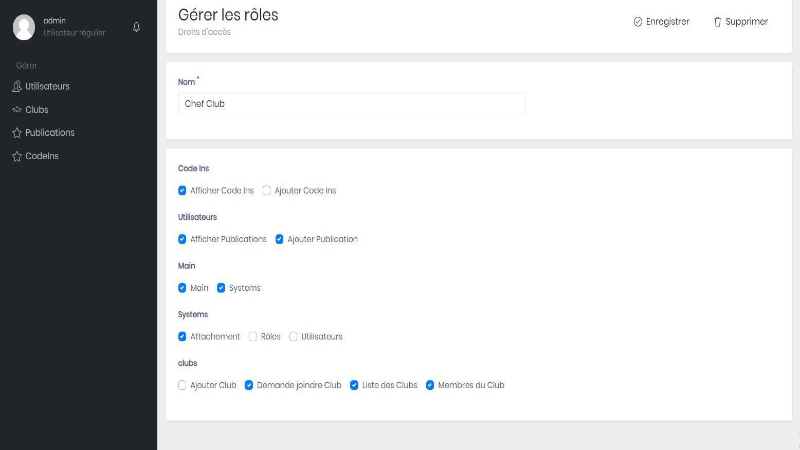 admin
Utilisateur régulier
Gérer
Utilisateurs
Clubs
Publications
CodeIns
Gérer les rôles
Droits d'accès
Enregistrer
Supprimer
Nom *
Chef Club
Code Ins
Afficher Code Ins Ajouter Code Ins
Utilisateurs
Afficher Publications Ajouter Publication
Main
Main Systems
Systems
Attachement Rôles Utilisateurs
clubs
Ajouter Club Demande joindre Club Liste des Clubs Membres du Club